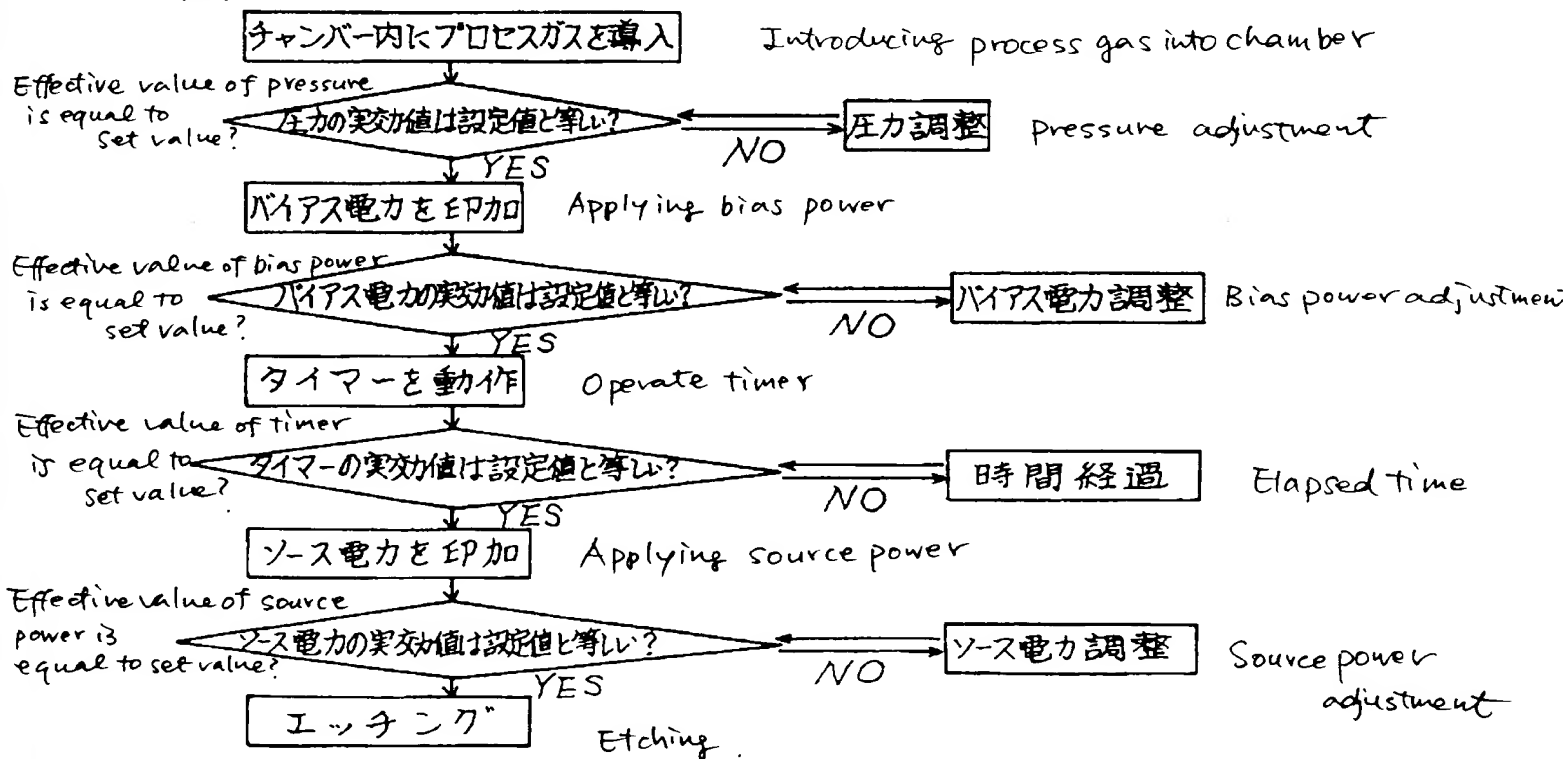 チャンバー内にプロセスガスを導入
Introducing process gas into chamber
Effective value of pressure
is equal to
set value?
圧力の実効値は設定値と等しい?
NO
圧力調整
pressure adjustment
YES
バイアス電力を印加
Applying bias power
Effective value of bias power
is equal to
set value?
バイアス電力の実効値は設定値と等しい?
NO
バイアス電力調整
Bias power adjustment
YES
タイマーを動作
Operate timer
Effective value of timer
is equal to
set value?
タイマーの実効値は設定値と等しい?
NO
時間経過
Elapsed time
YES
ソース電力を印加
Applying source power
Effective value of source
power is
equal to set value?
ソース電力の実効値は設定値と等しい?
NO
ソース電力調整
Source power
adjustment
YES
エッチング
Etching